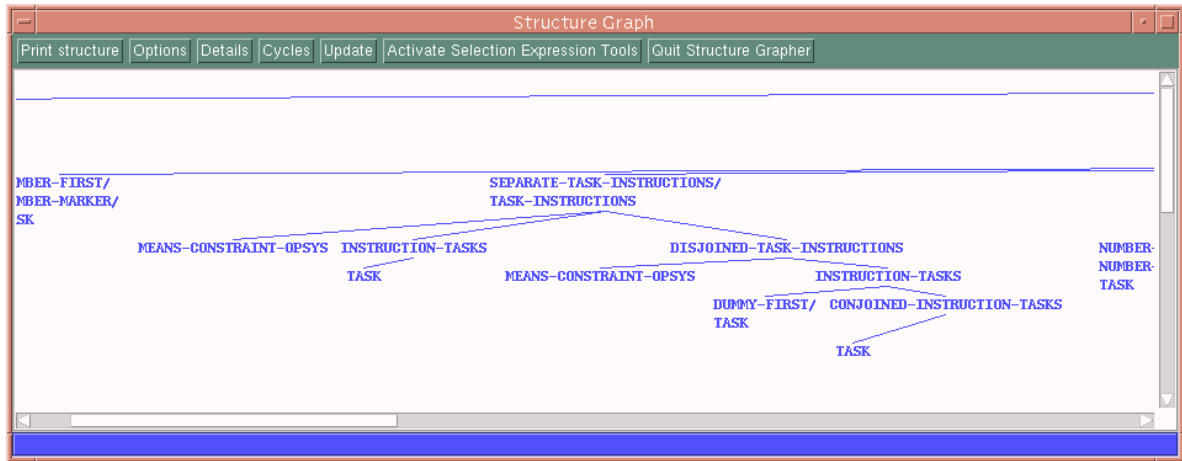 Structure Graph
Print structure Options Details Cycles Update Activate Selection Expression Tools Quit Structure Grapher
MBER-FIRST/ SEPARATE-TASK-INSTRUCTIONS/
MBER-MARKER/ TASK-INSTRUCTIONS
SK
MEANS-CONSTRAINT-OPSYS INSTRUCTION-TASKS DISJOINED-TASK-INSTRUCTIONS NUMBER-
TASK MEANS-CONSTRAINT-OPSYS INSTRUCTION-TASKS NUMBER-
TASK
DUMMY-FIRST/ CONJOINED-INSTRUCTION-TASKS
TASK
TASK